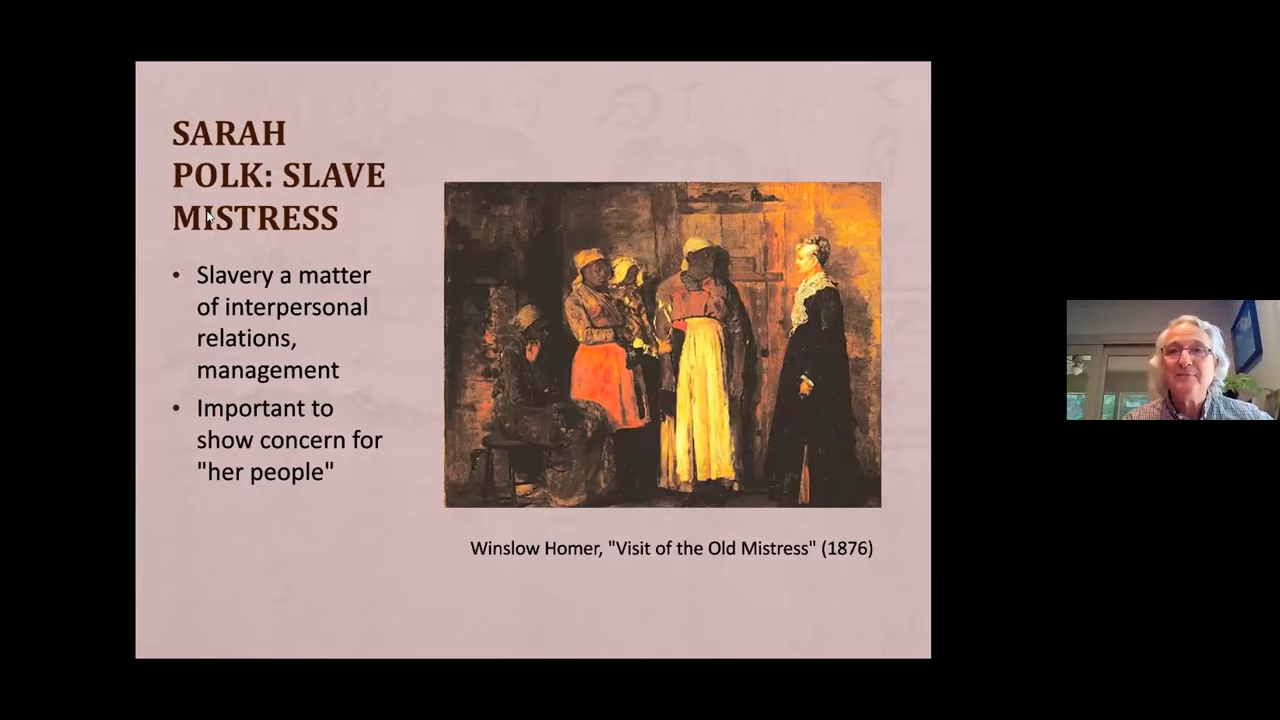 SARAH
POLK: SLAVE
MISTRESS
• Slavery a matter
of interpersonal
relations,
management
• Important to
show concern for
"her people"
Winslow Homer, "Visit of the Old Mistress" (1876)